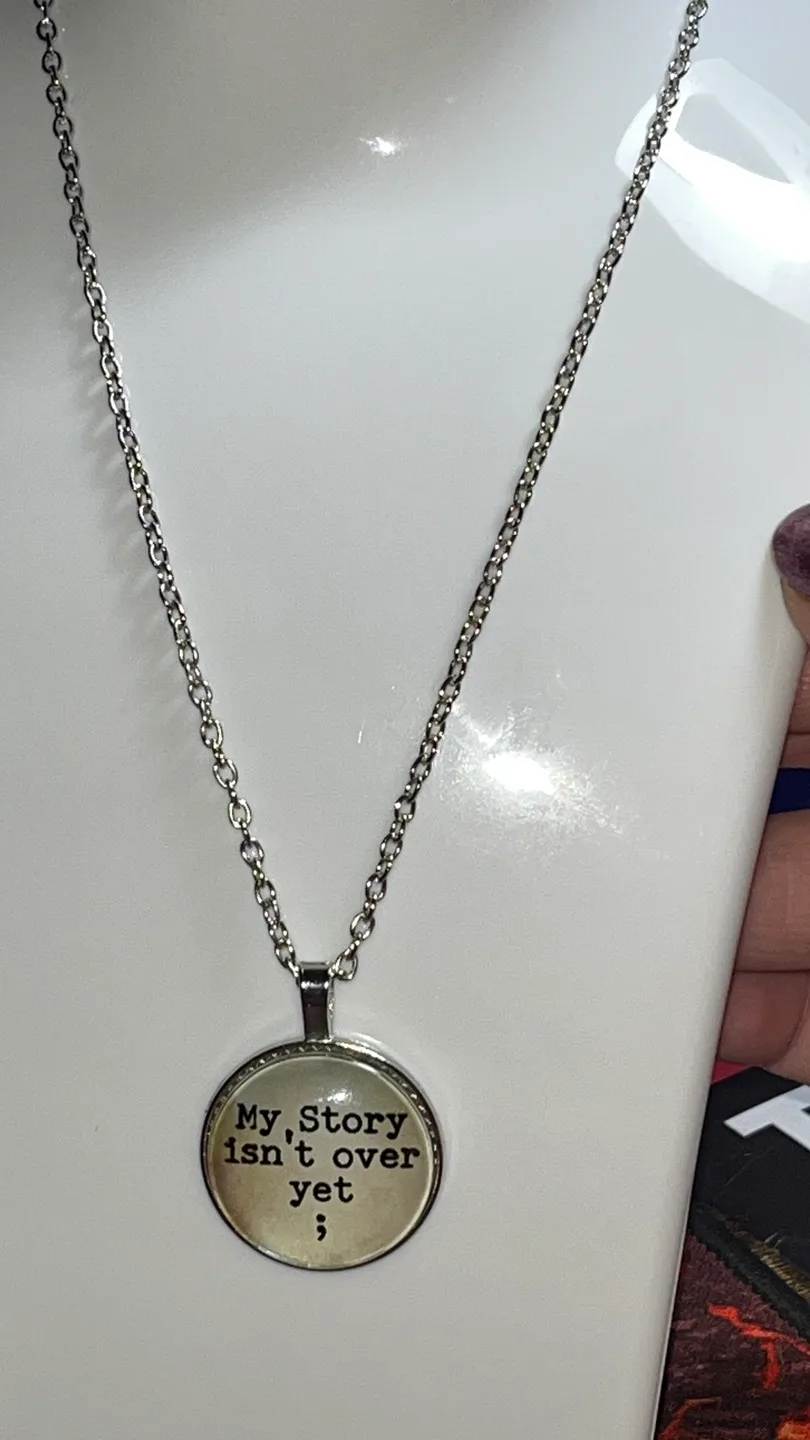 My Story
isn't over
yet
;